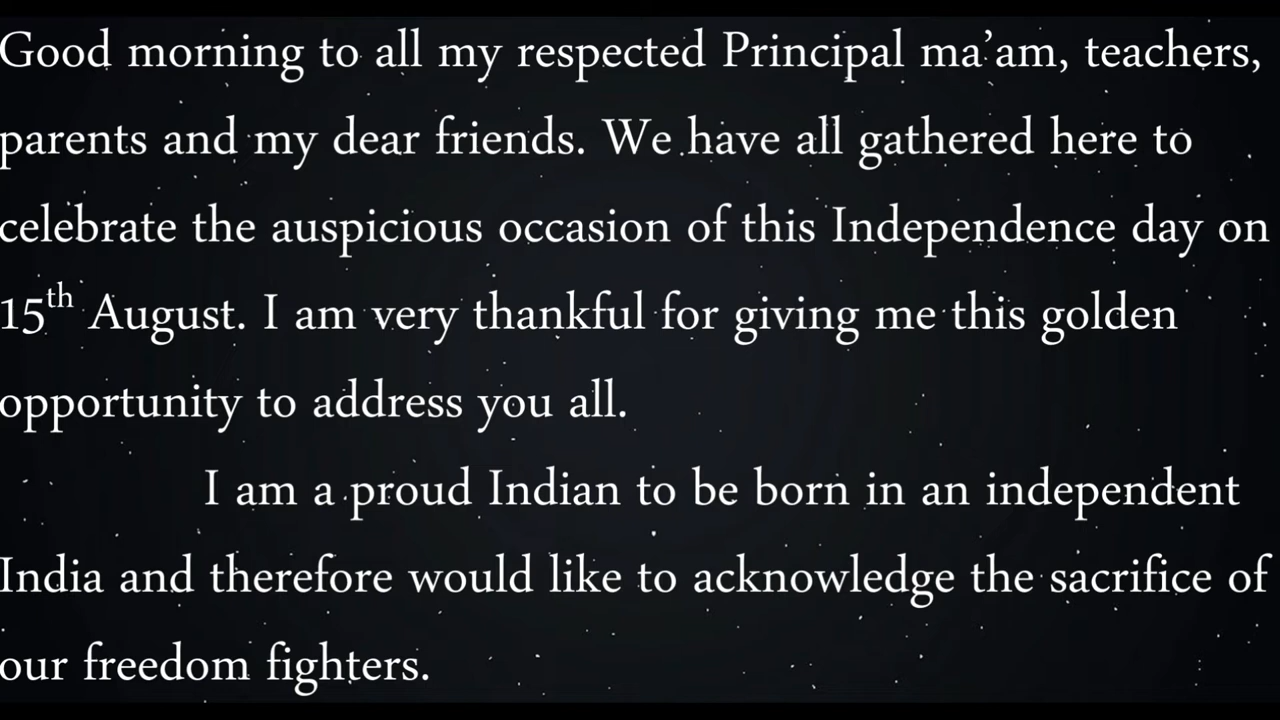 Good morning to all my respected Principal ma’am, teachers,
parents and my dear friends. We have all gathered here to
celebrate the auspicious occasion of this Independence day on
15th August. I am very thankful for giving me this golden
opportunity to address you all.
I am a proud Indian to be born in an independent
India and therefore would like to acknowledge the sacrifice of
our freedom fighters.